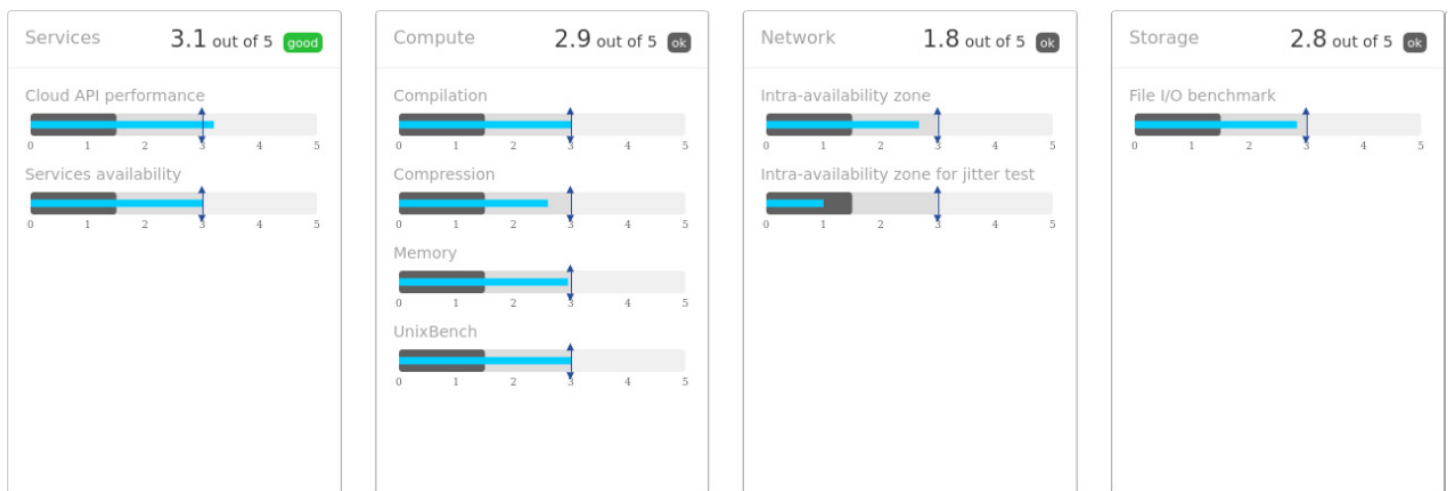 Services 3.1 out of 5 good
Cloud API performance
0 1 2 3 4 5
Services availability
0 1 2 3 4 5
Compute 2.9 out of 5 ok
Compilation
0 1 2 3 4 5
Compression
0 1 2 3 4 5
Memory
0 1 2 3 4 5
UnixBench
0 1 2 3 4 5
Network 1.8 out of 5 ok
Intra-availability zone
0 1 2 3 4 5
Intra-availability zone for jitter test
0 1 2 3 4 5
Storage 2.8 out of 5 ok
File I/O benchmark
0 1 2 3 4 5